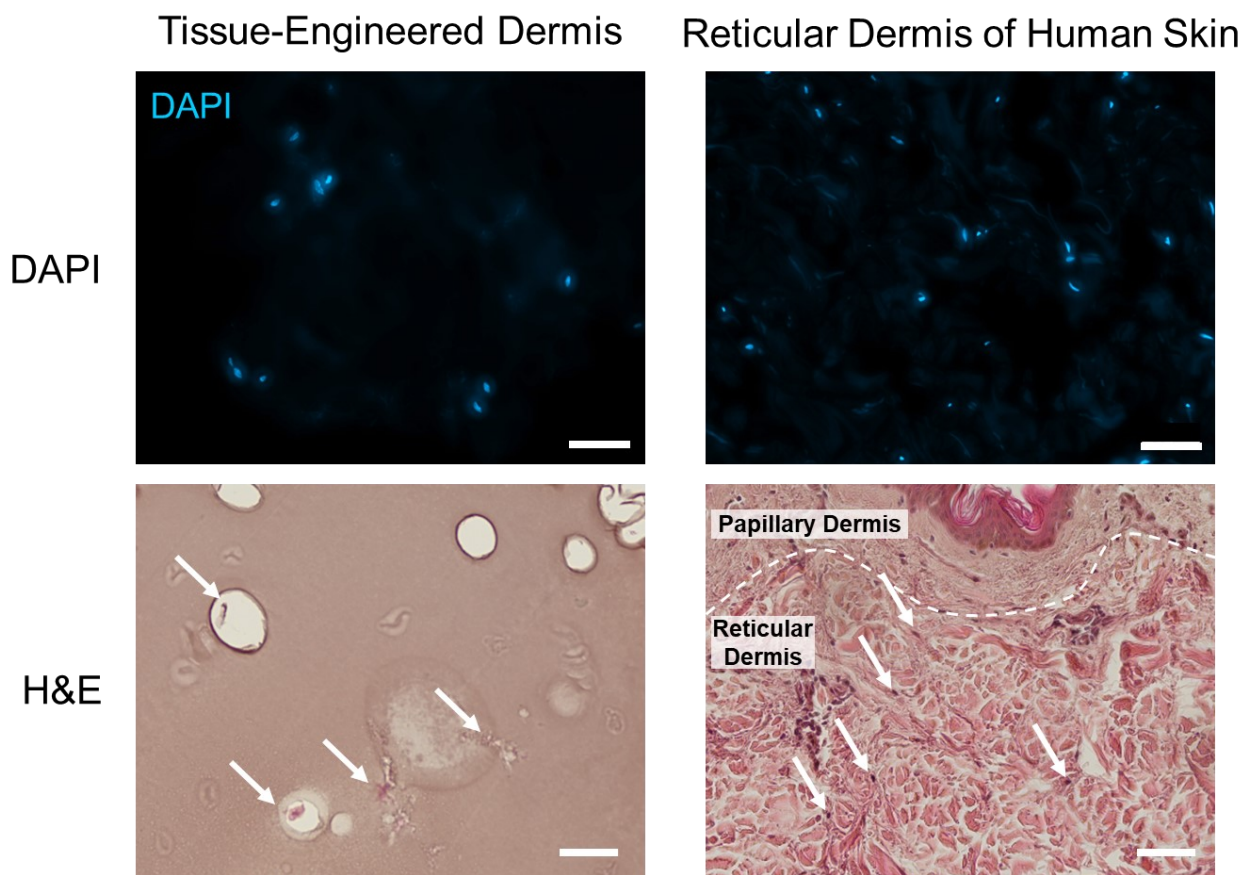 Tissue-Engineered Dermis
Reticular Dermis of Human Skin
DAPI
DAPI
H&E
Papillary Dermis
Reticular
Dermis